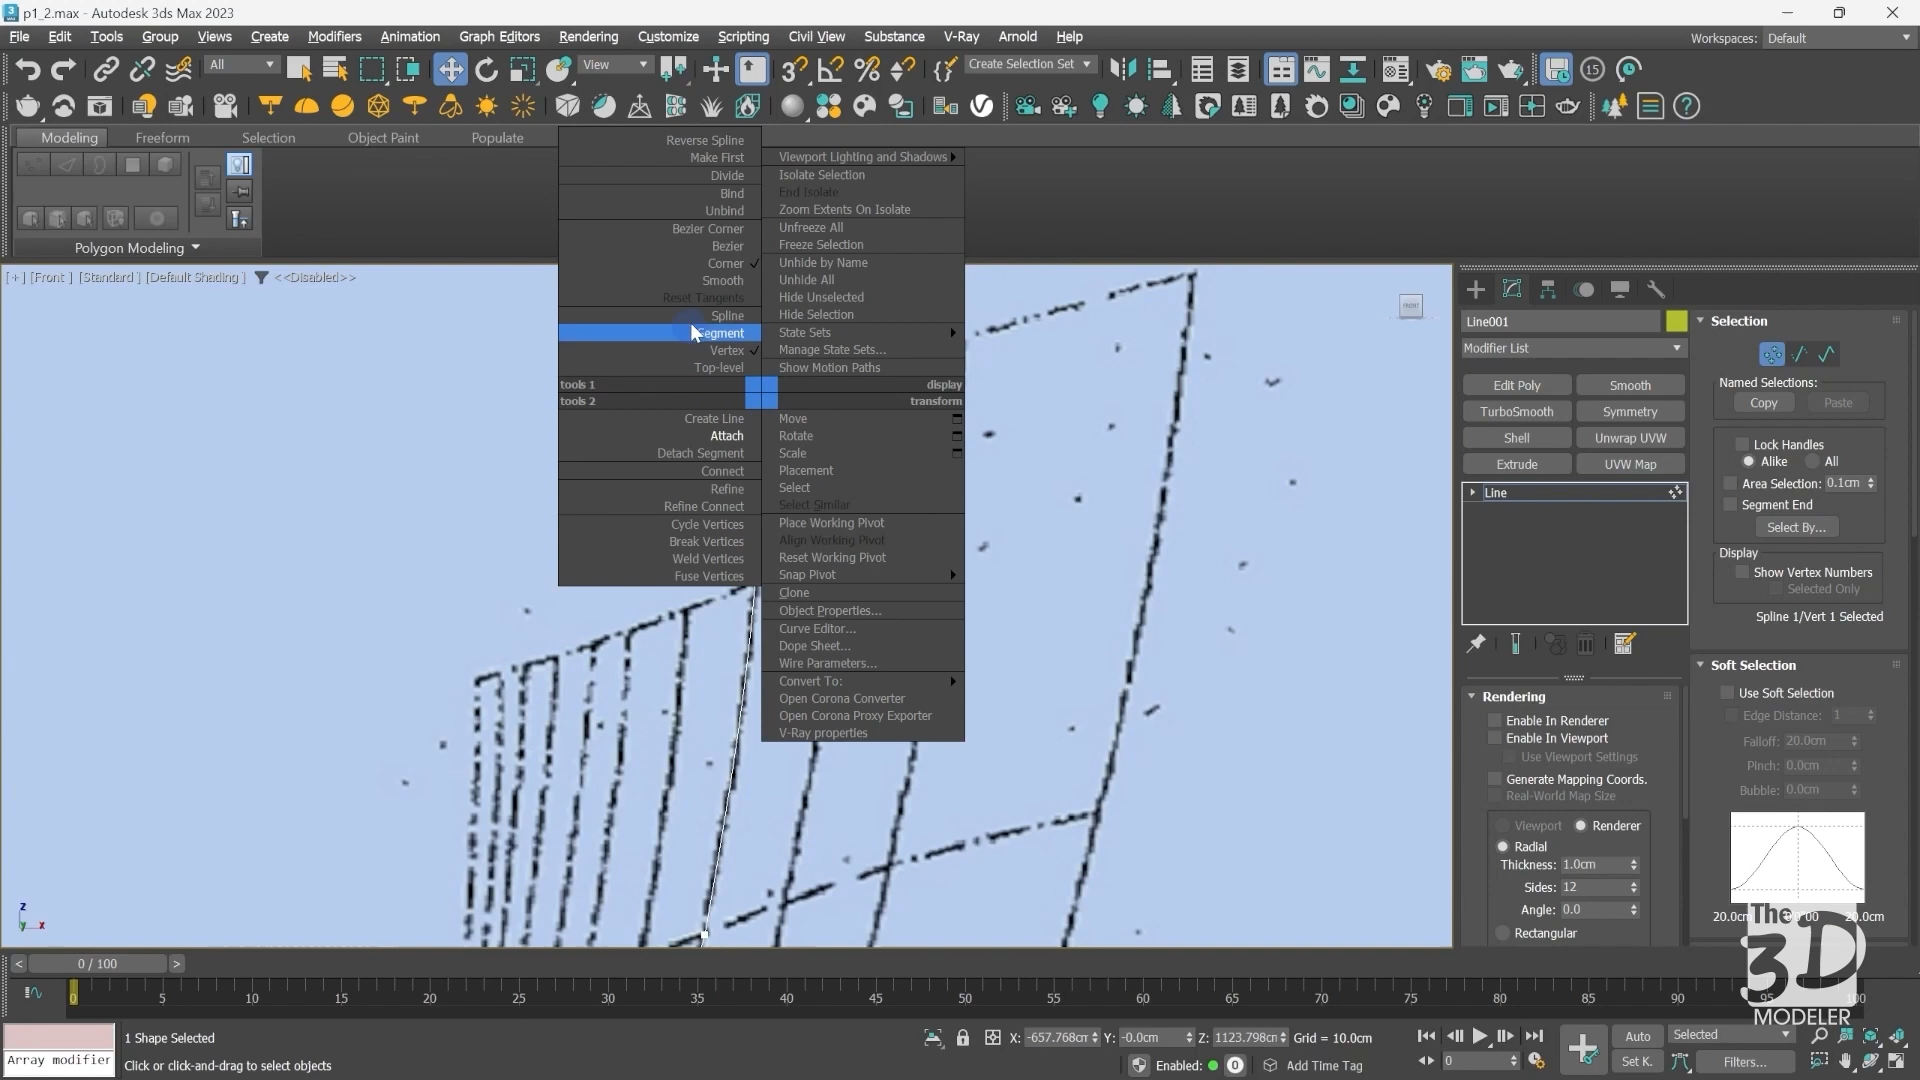 p1_2.max - Autodesk 3ds Max 2023
File Edit Tools Group Views Create Modifiers Animation Graph Editors Rendering Customize Scripting Civil View Substance V-Ray Arnold Help
Workspaces: Default
All View Create Selection Set 15
Modeling Freeform Selection Object Paint Populate
Polygon Modeling
[+] [Front ] [Standard ] [Default Shading ] <<Disabled>>
Reverse Spline
Make First
Divide
Bind
Unbind
Bezier Corner
Bezier
Corner
Smooth
Reset Tangents
Spline
Segment
Vertex
Top-level
tools 1
tools 2
Create Line
Attach
Detach Segment
Connect
Refine
Refine Connect
Cycle Vertices
Break Vertices
Weld Vertices
Fuse Vertices
Viewport Lighting and Shadows
Isolate Selection
End Isolate
Zoom Extents On Isolate
Unfreeze All
Freeze Selection
Unhide by Name
Unhide All
Hide Unselected
Hide Selection
State Sets
Manage State Sets...
Show Motion Paths
display
transform
Move
Rotate
Scale
Placement
Select
Select Similar
Place Working Pivot
Align Working Pivot
Reset Working Pivot
Snap Pivot
Clone
Object Properties...
Curve Editor...
Dope Sheet...
Wire Parameters...
Convert To:
Open Corona Converter
Open Corona Proxy Exporter
V-Ray properties
FRONT
z
y x
Line001
Modifier List
Edit Poly Smooth
TurboSmooth Symmetry
Shell Unwrap UVW
Extrude UVW Map
Line
Rendering
Enable In Renderer
Enable In Viewport
Use Viewport Settings
Generate Mapping Coords.
Real-World Map Size
Viewport Renderer
Radial
Thickness: 1.0cm
Sides: 12
Angle: 0.0
Rectangular
Selection
Named Selections:
Copy Paste
Lock Handles
Alike All
Area Selection: 0.1cm
Segment End
Select By...
Display
Show Vertex Numbers
Selected Only
Spline 1/Vert 1 Selected
Soft Selection
Use Soft Selection
Edge Distance: 1
Falloff: 20.0cm
Pinch: 0.0cm
Bubble: 0.0cm
20.0cm 20.0cm
The
3D
MODELER
< 0 / 100 >
0 5 10 15 20 25 30 35 40 45 50 55 60 65 70 75 80 85 90 95 100
Array modifier
1 Shape Selected
Click or click-and-drag to select objects
X: -657.768cm Y: -0.0cm Z: 1123.798cm Grid = 10.0cm
Enabled: 0 Add Time Tag
0
Auto Selected
Set K. Filters...